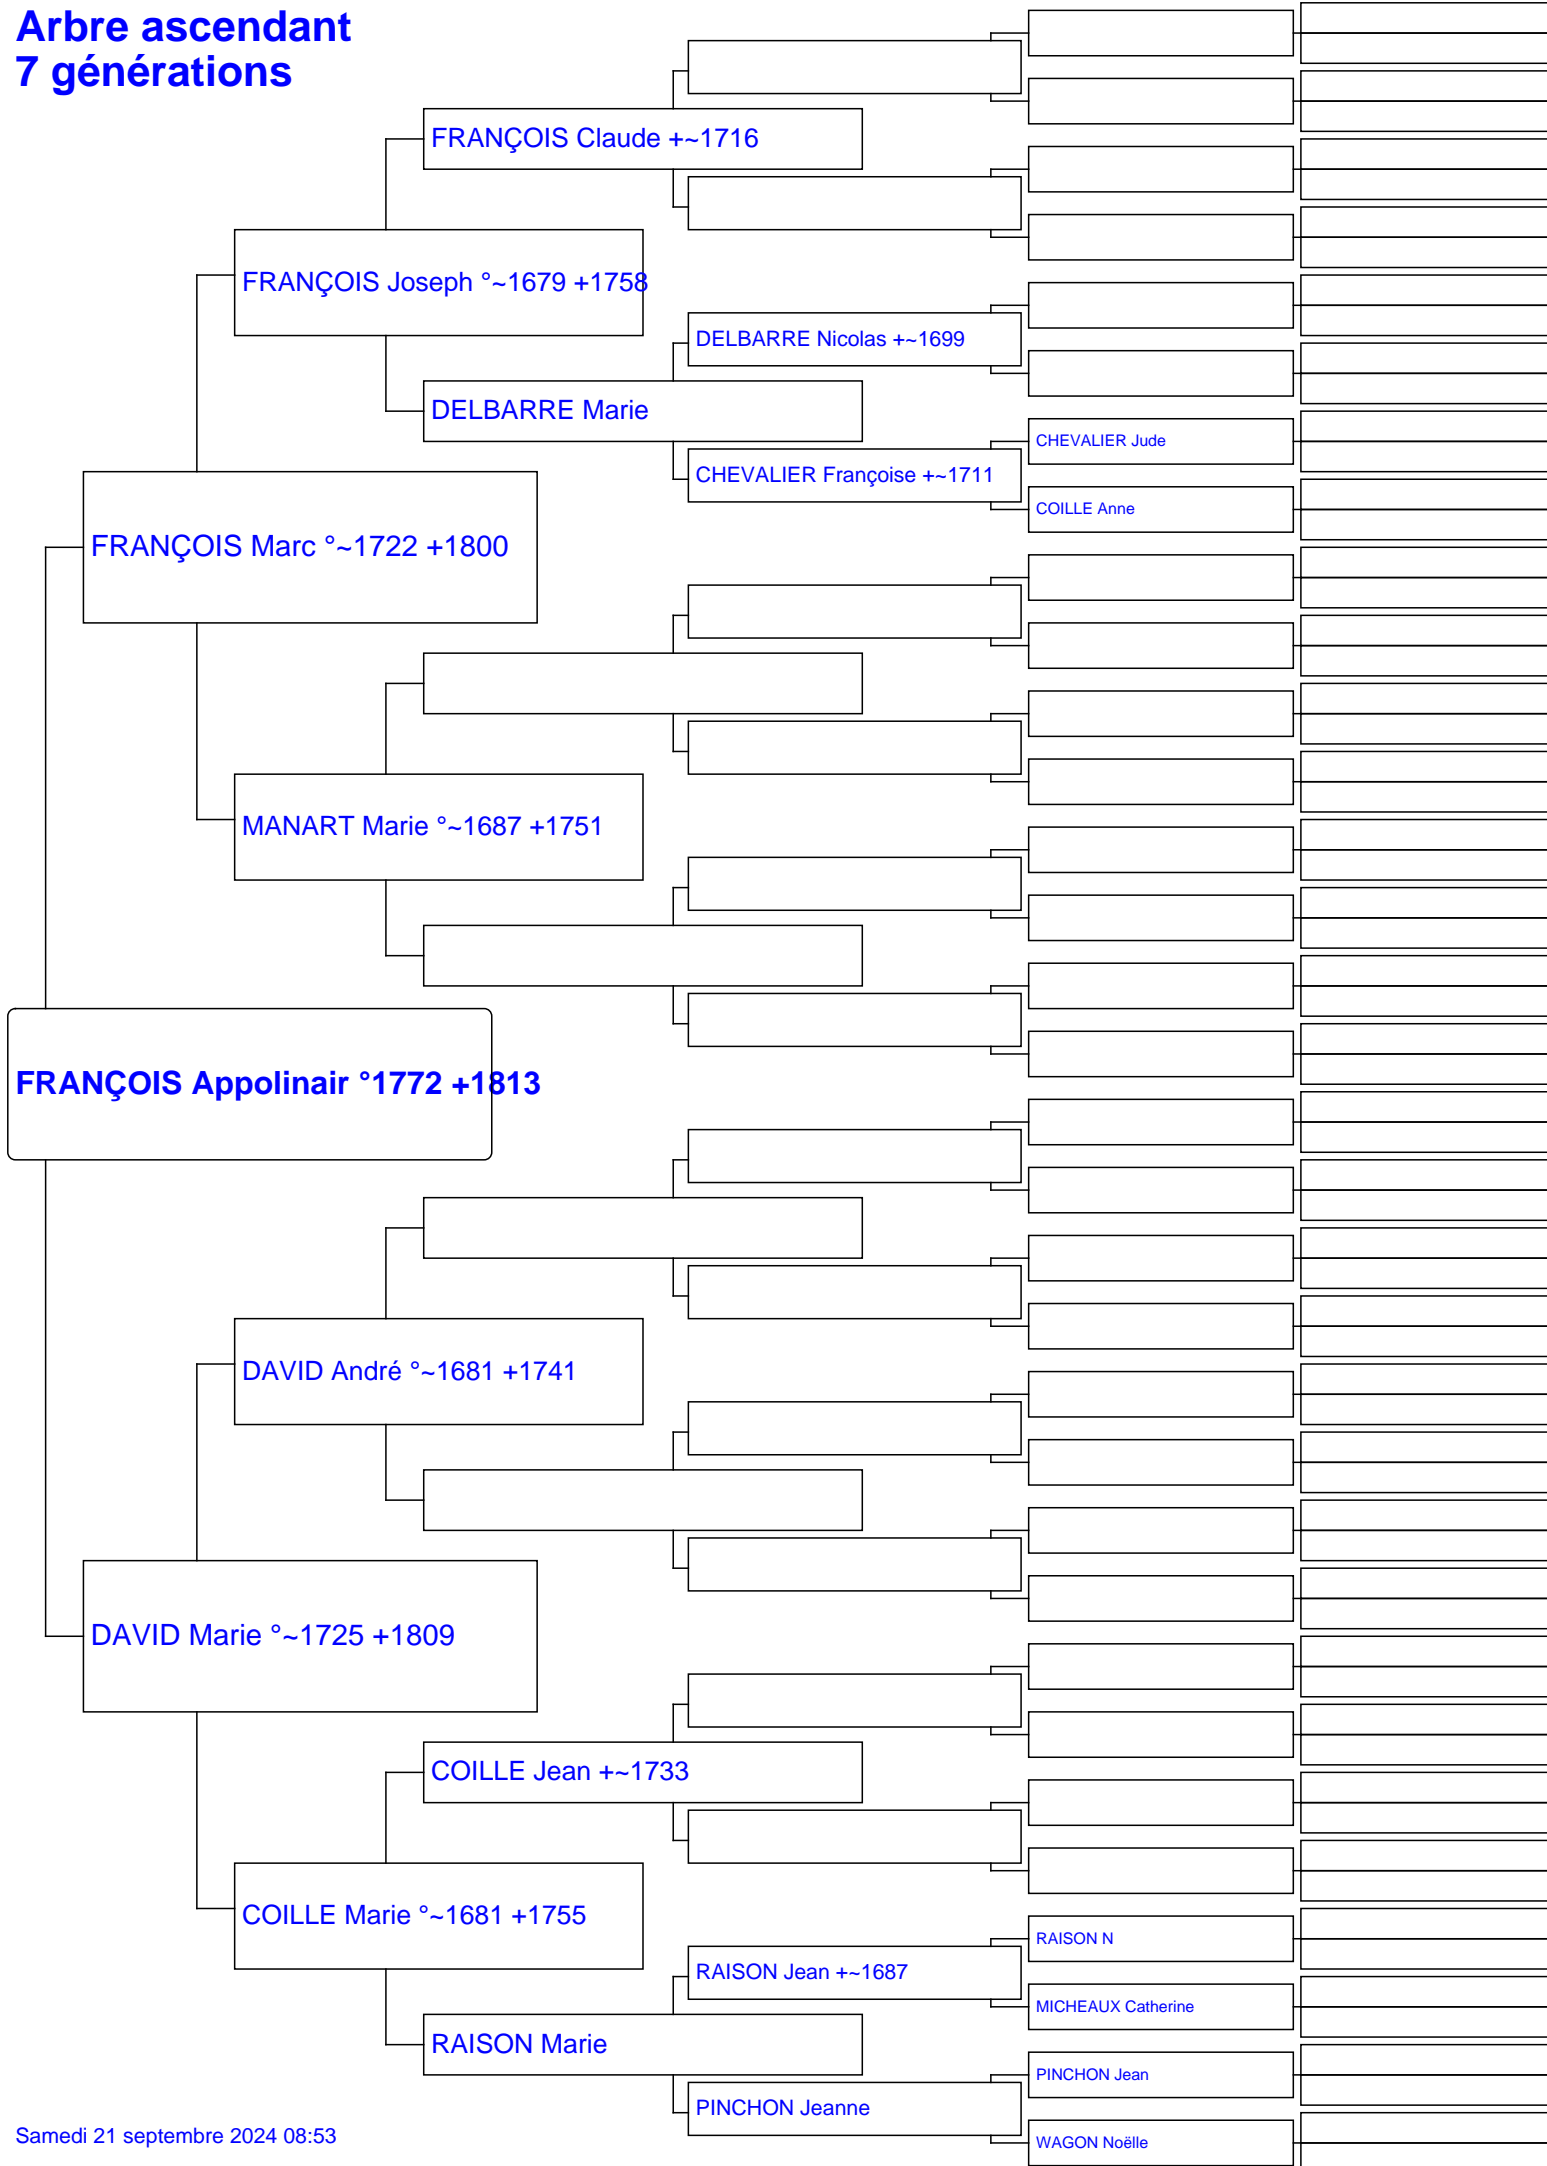 Arbre ascendant
7 générations
FRANÇOIS Claude +~1716
FRANÇOIS Joseph °~1679 +1758
DELBARRE Nicolas +~1699
DELBARRE Marie
CHEVALIER Jude
CHEVALIER Françoise +~1711
COILLE Anne
FRANÇOIS Marc °~1722 +1800
MANART Marie °~1687 +1751
FRANÇOIS Appolinair °1772 +1813
DAVID André °~1681 +1741
DAVID Marie °~1725 +1809
COILLE Jean +~1733
COILLE Marie °~1681 +1755
RAISON N
RAISON Jean +~1687
MICHEAUX Catherine
RAISON Marie
PINCHON Jean
PINCHON Jeanne
WAGON Noëlle
Samedi 21 septembre 2024 08:53